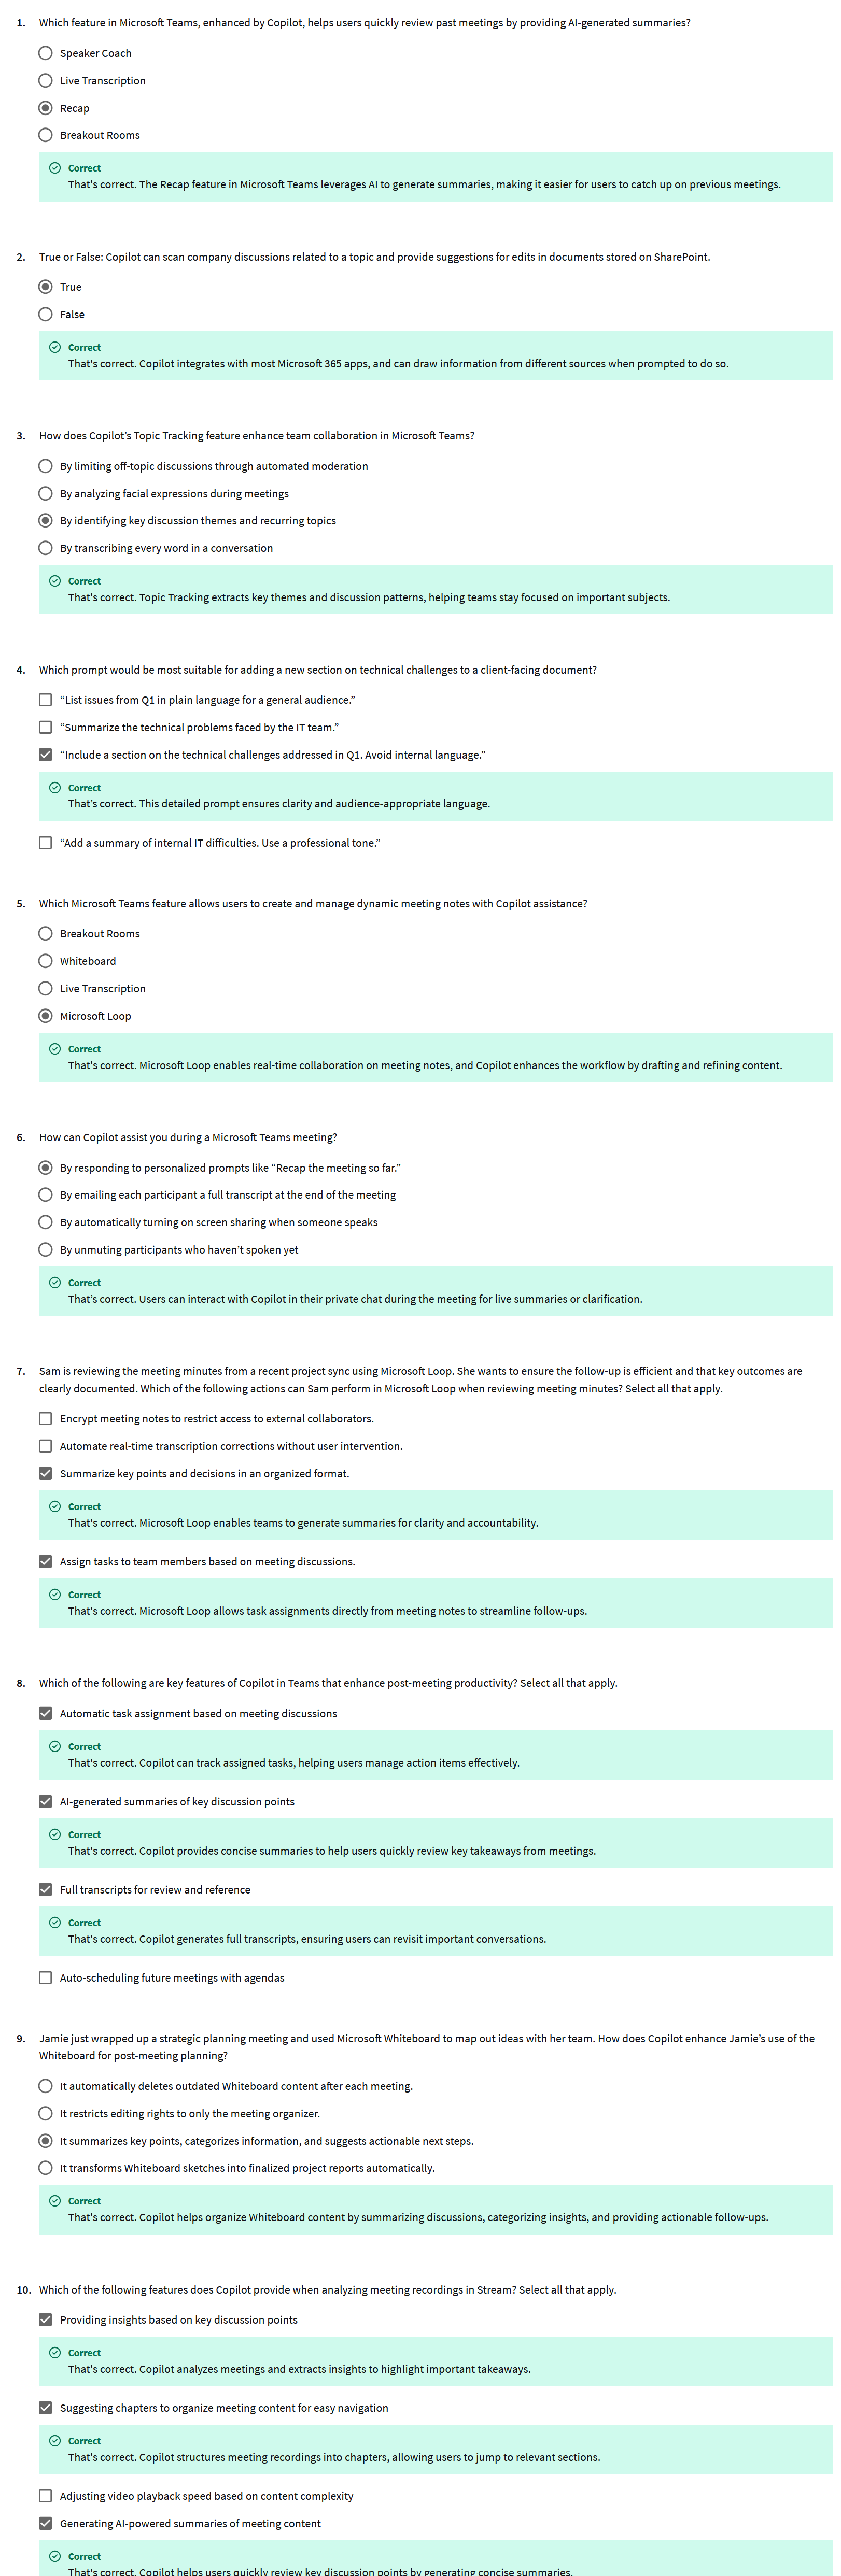 1. Which feature in Microsoft Teams, enhanced by Copilot, helps users quickly review past meetings by providing AI-generated summaries?
Speaker Coach
Live Transcription
Recap
Breakout Rooms
Correct
That's correct. The Recap feature in Microsoft Teams leverages AI to generate summaries, making it easier for users to catch up on previous meetings.
2. True or False: Copilot can scan company discussions related to a topic and provide suggestions for edits in documents stored on SharePoint.
True
False
Correct
That's correct. Copilot integrates with most Microsoft 365 apps, and can draw information from different sources when prompted to do so.
3. How does Copilot’s Topic Tracking feature enhance team collaboration in Microsoft Teams?
By limiting off-topic discussions through automated moderation
By analyzing facial expressions during meetings
By identifying key discussion themes and recurring topics
By transcribing every word in a conversation
Correct
That's correct. Topic Tracking extracts key themes and discussion patterns, helping teams stay focused on important subjects.
4. Which prompt would be most suitable for adding a new section on technical challenges to a client-facing document?
“List issues from Q1 in plain language for a general audience.”
“Summarize the technical problems faced by the IT team.”
“Include a section on the technical challenges addressed in Q1. Avoid internal language.”
Correct
That’s correct. This detailed prompt ensures clarity and audience-appropriate language.
“Add a summary of internal IT difficulties. Use a professional tone.”
5. Which Microsoft Teams feature allows users to create and manage dynamic meeting notes with Copilot assistance?
Breakout Rooms
Whiteboard
Live Transcription
Microsoft Loop
Correct
That's correct. Microsoft Loop enables real-time collaboration on meeting notes, and Copilot enhances the workflow by drafting and refining content.
6. How can Copilot assist you during a Microsoft Teams meeting?
By responding to personalized prompts like “Recap the meeting so far.”
By emailing each participant a full transcript at the end of the meeting
By automatically turning on screen sharing when someone speaks
By unmuting participants who haven’t spoken yet
Correct
That’s correct. Users can interact with Copilot in their private chat during the meeting for live summaries or clarification.
7. Sam is reviewing the meeting minutes from a recent project sync using Microsoft Loop. She wants to ensure the follow-up is efficient and that key outcomes are
clearly documented. Which of the following actions can Sam perform in Microsoft Loop when reviewing meeting minutes? Select all that apply.
Encrypt meeting notes to restrict access to external collaborators.
Automate real-time transcription corrections without user intervention.
Summarize key points and decisions in an organized format.
Correct
That's correct. Microsoft Loop enables teams to generate summaries for clarity and accountability.
Assign tasks to team members based on meeting discussions.
Correct
That's correct. Microsoft Loop allows task assignments directly from meeting notes to streamline follow-ups.
8. Which of the following are key features of Copilot in Teams that enhance post-meeting productivity? Select all that apply.
Automatic task assignment based on meeting discussions
Correct
That's correct. Copilot can track assigned tasks, helping users manage action items effectively.
AI-generated summaries of key discussion points
Correct
That's correct. Copilot provides concise summaries to help users quickly review key takeaways from meetings.
Full transcripts for review and reference
Correct
That's correct. Copilot generates full transcripts, ensuring users can revisit important conversations.
Auto-scheduling future meetings with agendas
9. Jamie just wrapped up a strategic planning meeting and used Microsoft Whiteboard to map out ideas with her team. How does Copilot enhance Jamie’s use of the
Whiteboard for post-meeting planning?
It automatically deletes outdated Whiteboard content after each meeting.
It restricts editing rights to only the meeting organizer.
It summarizes key points, categorizes information, and suggests actionable next steps.
It transforms Whiteboard sketches into finalized project reports automatically.
Correct
That's correct. Copilot helps organize Whiteboard content by summarizing discussions, categorizing insights, and providing actionable follow-ups.
10. Which of the following features does Copilot provide when analyzing meeting recordings in Stream? Select all that apply.
Providing insights based on key discussion points
Correct
That's correct. Copilot analyzes meetings and extracts insights to highlight important takeaways.
Suggesting chapters to organize meeting content for easy navigation
Correct
That's correct. Copilot structures meeting recordings into chapters, allowing users to jump to relevant sections.
Adjusting video playback speed based on content complexity
Generating AI-powered summaries of meeting content
Correct
That's correct. Copilot helps users quickly review key discussion points by generating concise summaries.